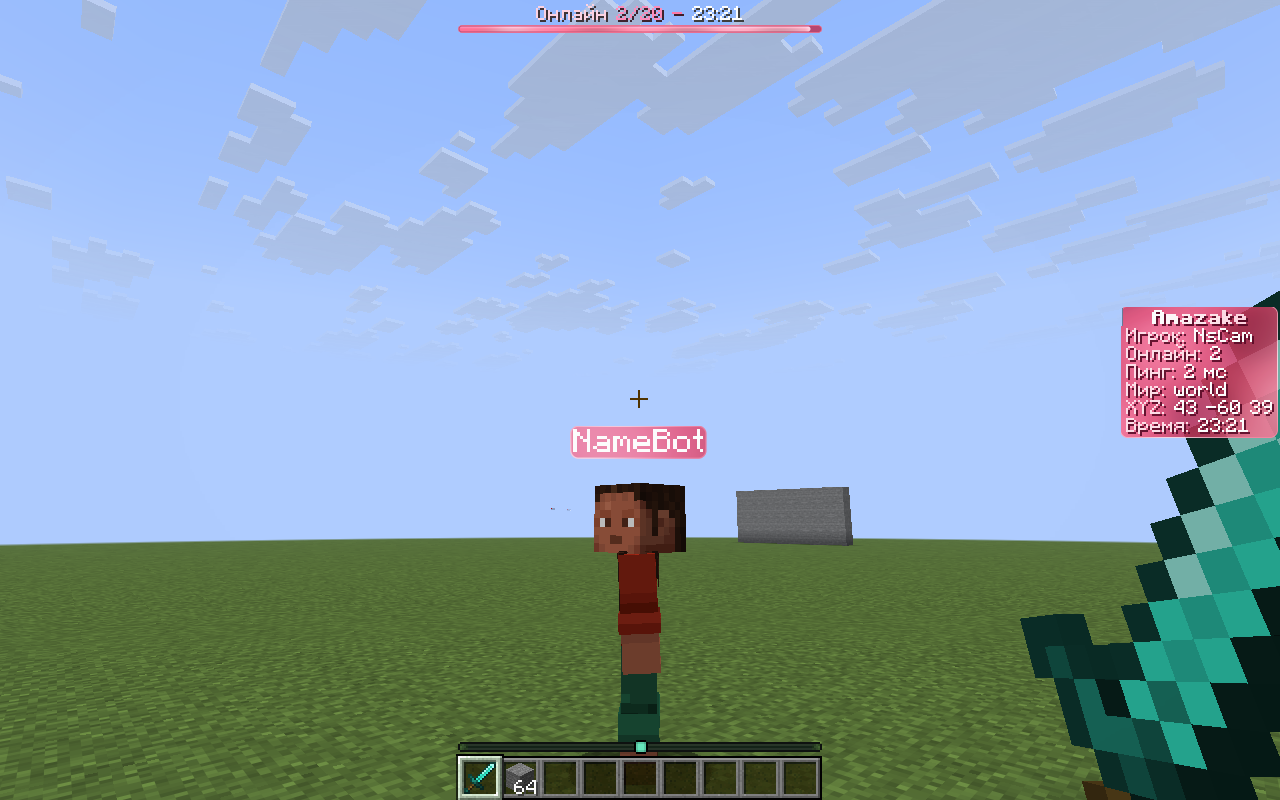 Онлайн 2/20 - 23:21
Amazake
Игрок: NsCam
Онлайн: 2
Пинг: 2 мс
Мир: world
XYZ: 43 -60 39
Время: 23:21
NameBot
64